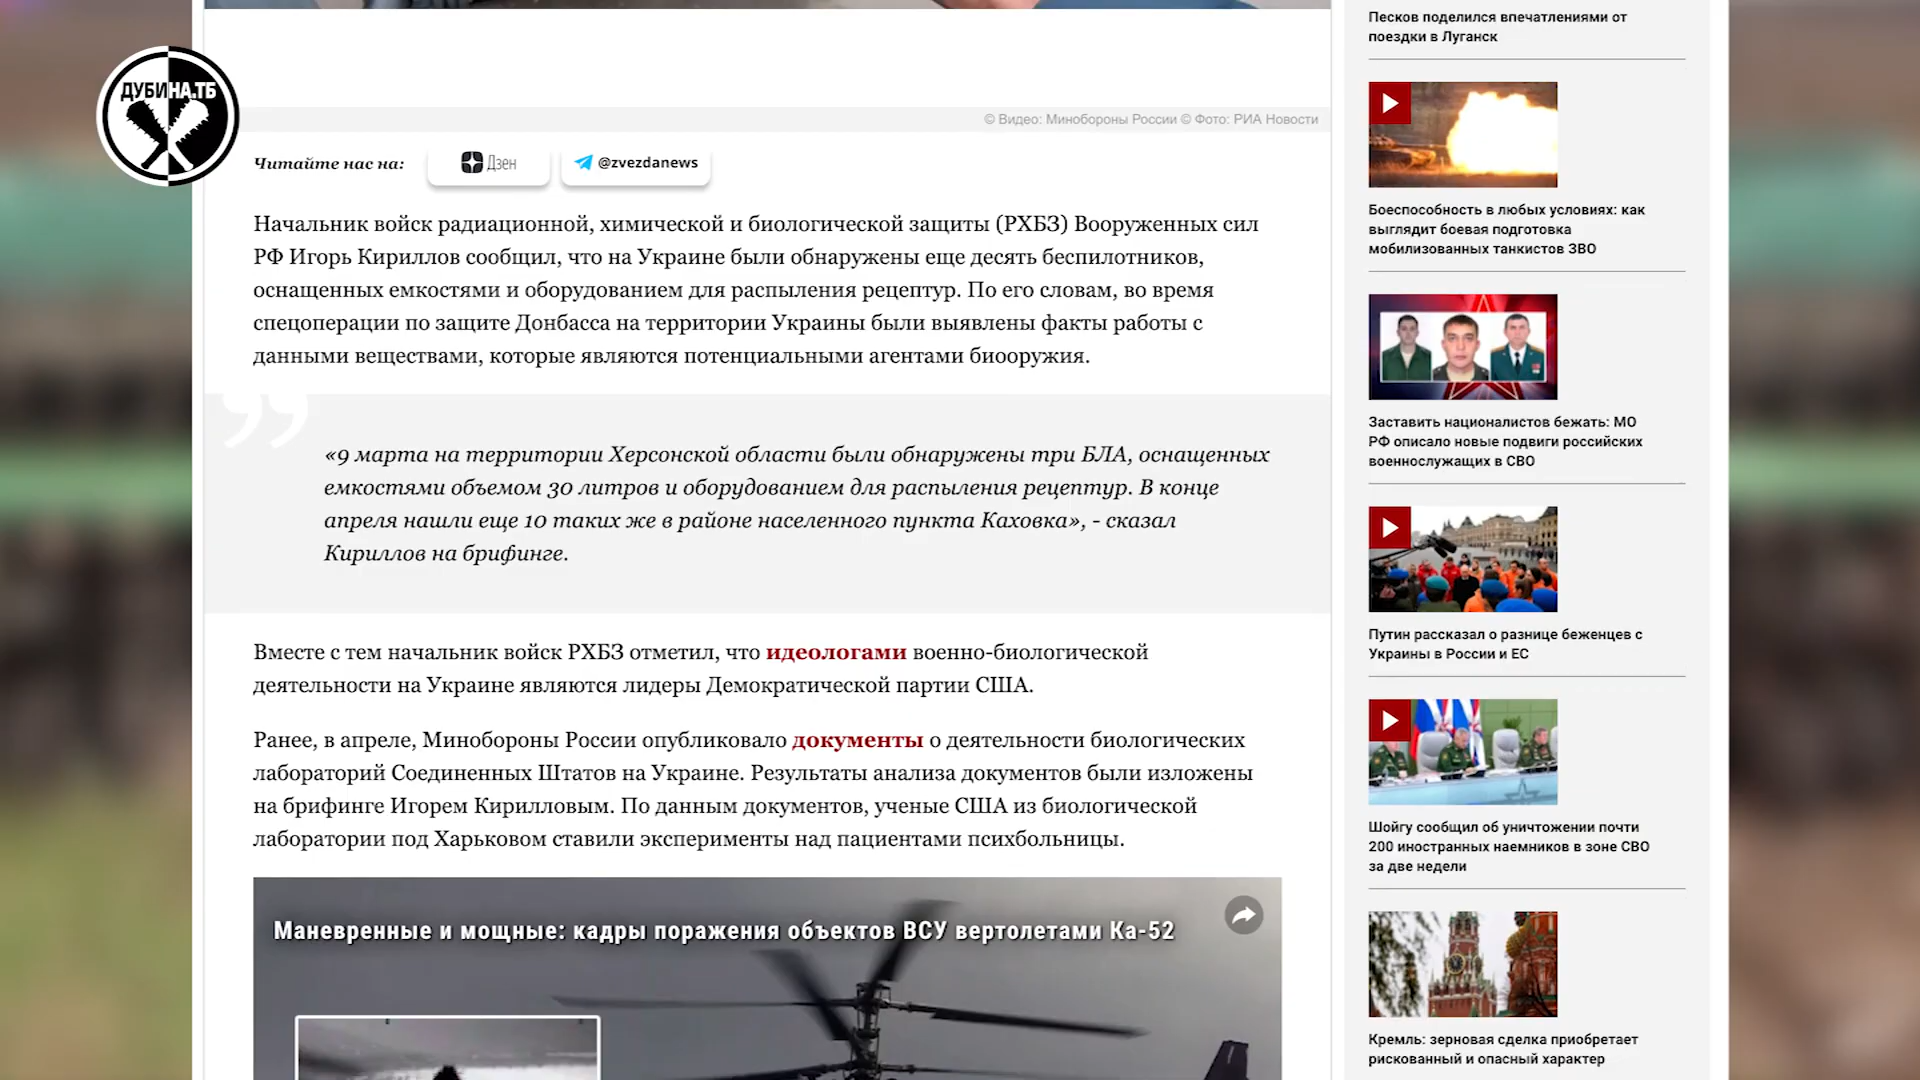 ДУБИНА.ТБ
© Видео: Минобороны России © Фото: РИА Новости
Читайте нас на:
Дзен
@zvezdanews
Начальник войск радиационной, химической и биологической защиты (РХБЗ) Вооруженных сил
РФ Игорь Кириллов сообщил, что на Украине были обнаружены еще десять беспилотников,
оснащенных емкостями и оборудованием для распыления рецептур. По его словам, во время
спецоперации по защите Донбасса на территории Украины были выявлены факты работы с
данными веществами, которые являются потенциальными агентами биооружия.
«9 марта на территории Херсонской области были обнаружены три БЛА, оснащенных
емкостями объемом 30 литров и оборудованием для распыления рецептур. В конце
апреля нашли еще 10 таких же в районе населенного пункта Каховка», - сказал
Кириллов на брифинге.
Вместе с тем начальник войск РХБЗ отметил, что идеологами военно-биологической
деятельности на Украине являются лидеры Демократической партии США.
Ранее, в апреле, Минобороны России опубликовало документы о деятельности биологических
лабораторий Соединенных Штатов на Украине. Результаты анализа документов были изложены
на брифинге Игорем Кирилловым. По данным документов, ученые США из биологической
лаборатории под Харьковом ставили эксперименты над пациентами психбольницы.
Маневренные и мощные: кадры поражения объектов ВСУ вертолетами Ка-52
Песков поделился впечатлениями от
поездки в Луганск
Боеспособность в любых условиях: как
выглядит боевая подготовка
мобилизованных танкистов ЗВО
Заставить националистов бежать: МО
РФ описало новые подвиги российских
военнослужащих в СВО
Путин рассказал о разнице беженцев с
Украины в России и ЕС
Шойгу сообщил об уничтожении почти
200 иностранных наемников в зоне СВО
за две недели
Кремль: зерновая сделка приобретает
рискованный и опасный характер